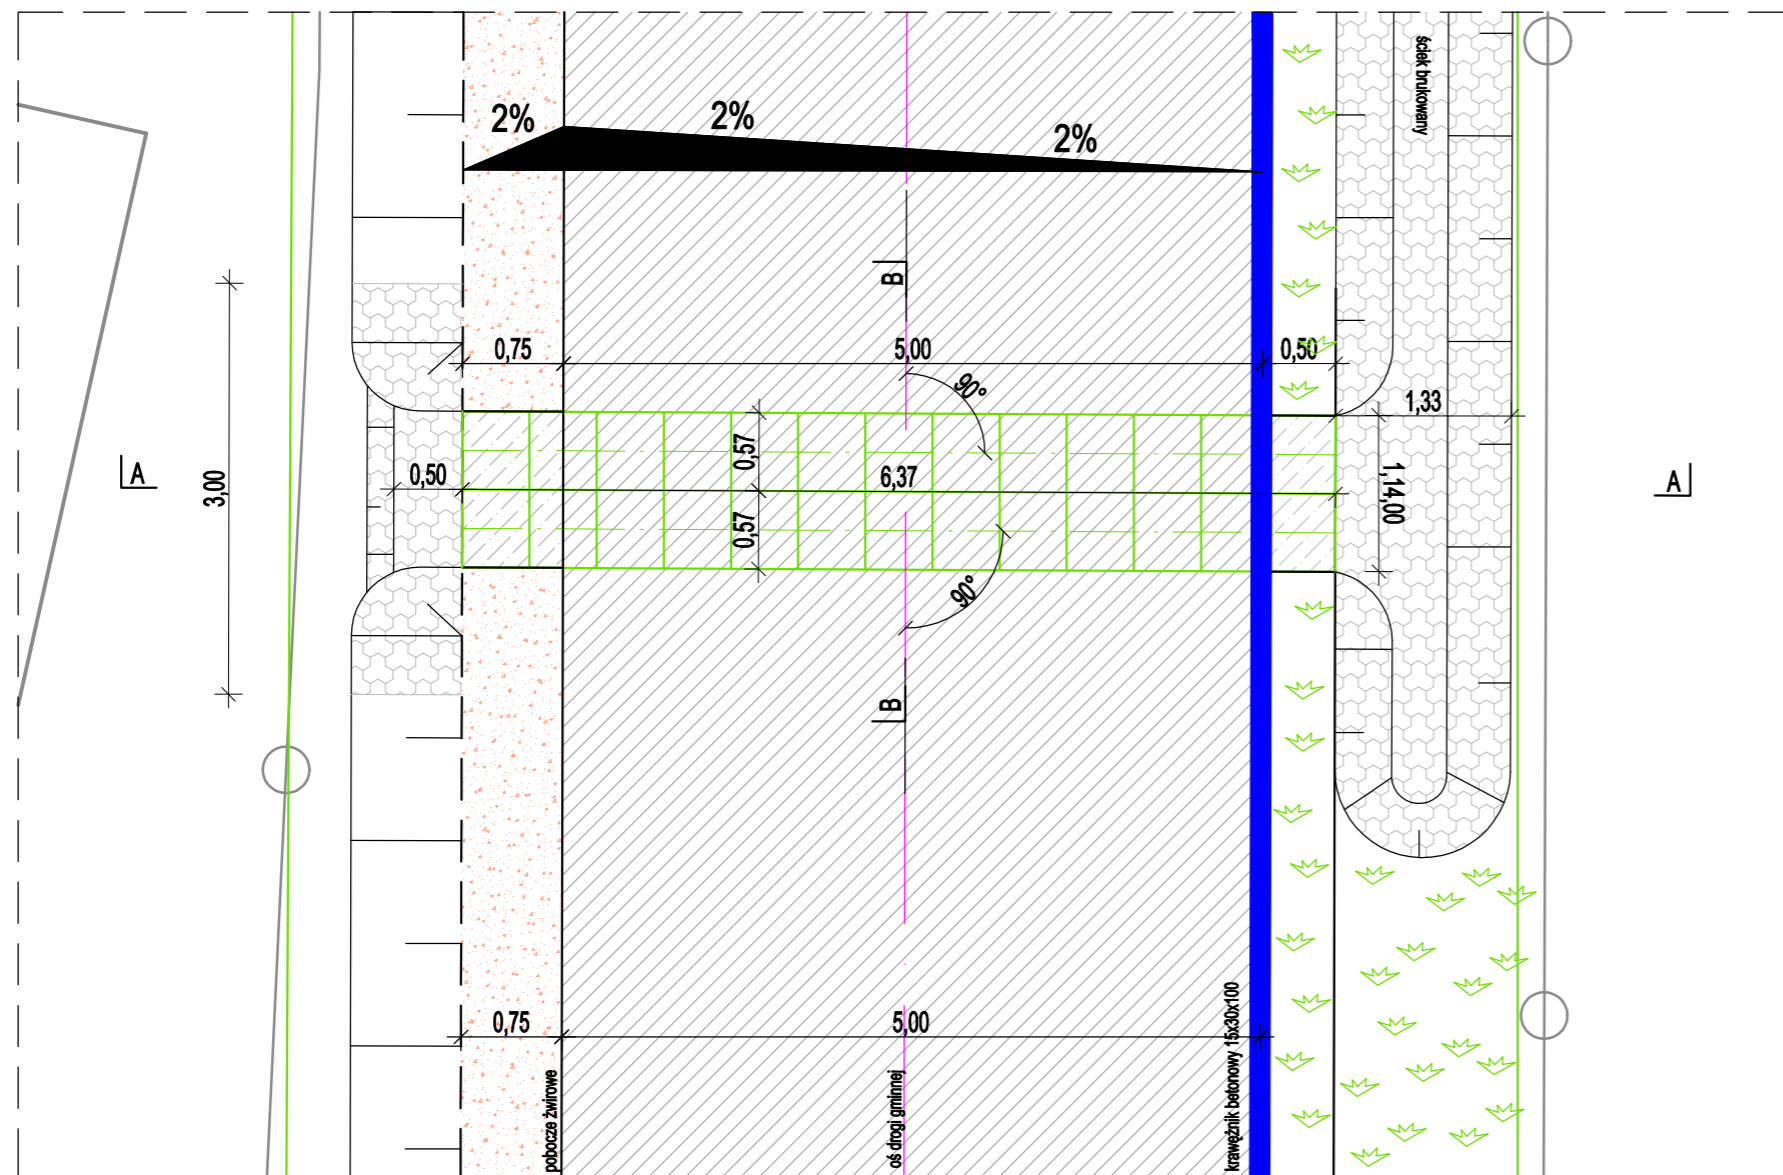 ściek brukowany
2%
2%
2%
B
0,75
5,00
0,50
90°
1,33
A
3,00
0,50
0,57
6,37
0,57
1,14,00
A
90°
B
0,75
5,00
pobocze żwirowe
oś drogi gminnej
krawężnik betonowy 15x30x100